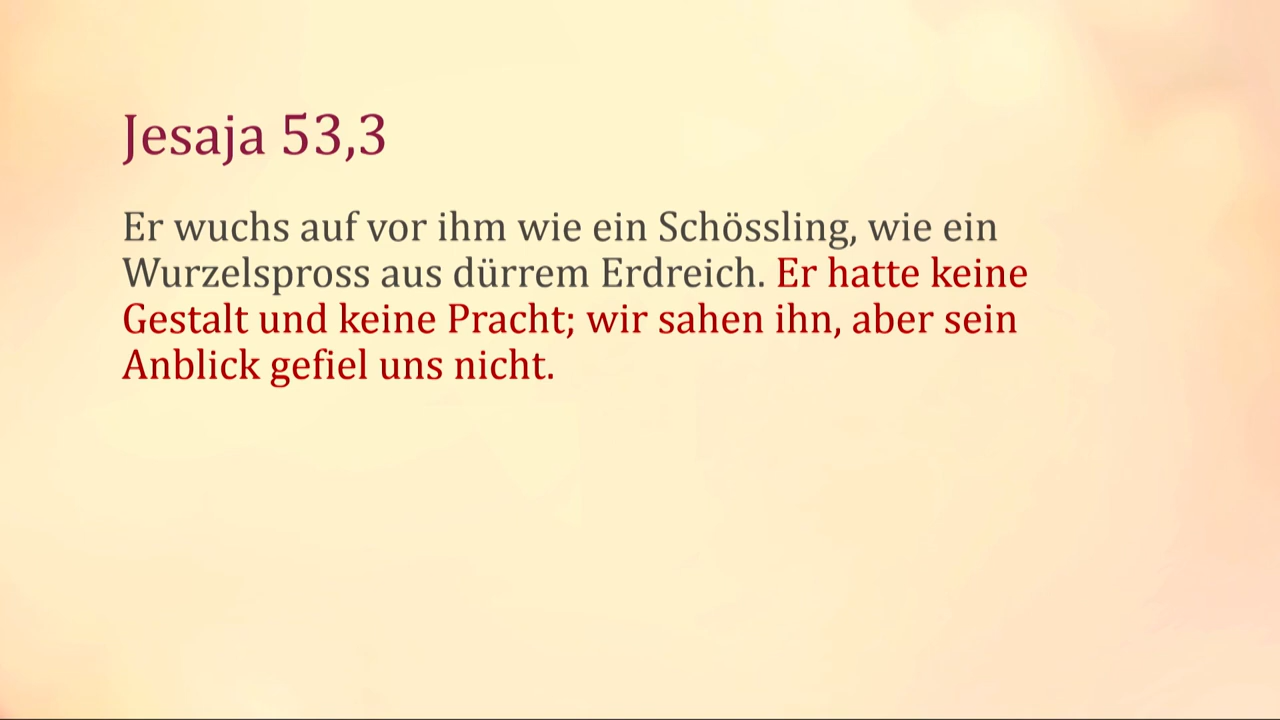 Jesaja 53,3
Er wuchs auf vor ihm wie ein Schössling, wie ein
Wurzelspross aus dürrem Erdreich. Er hatte keine
Gestalt und keine Pracht; wir sahen ihn, aber sein
Anblick gefiel uns nicht.